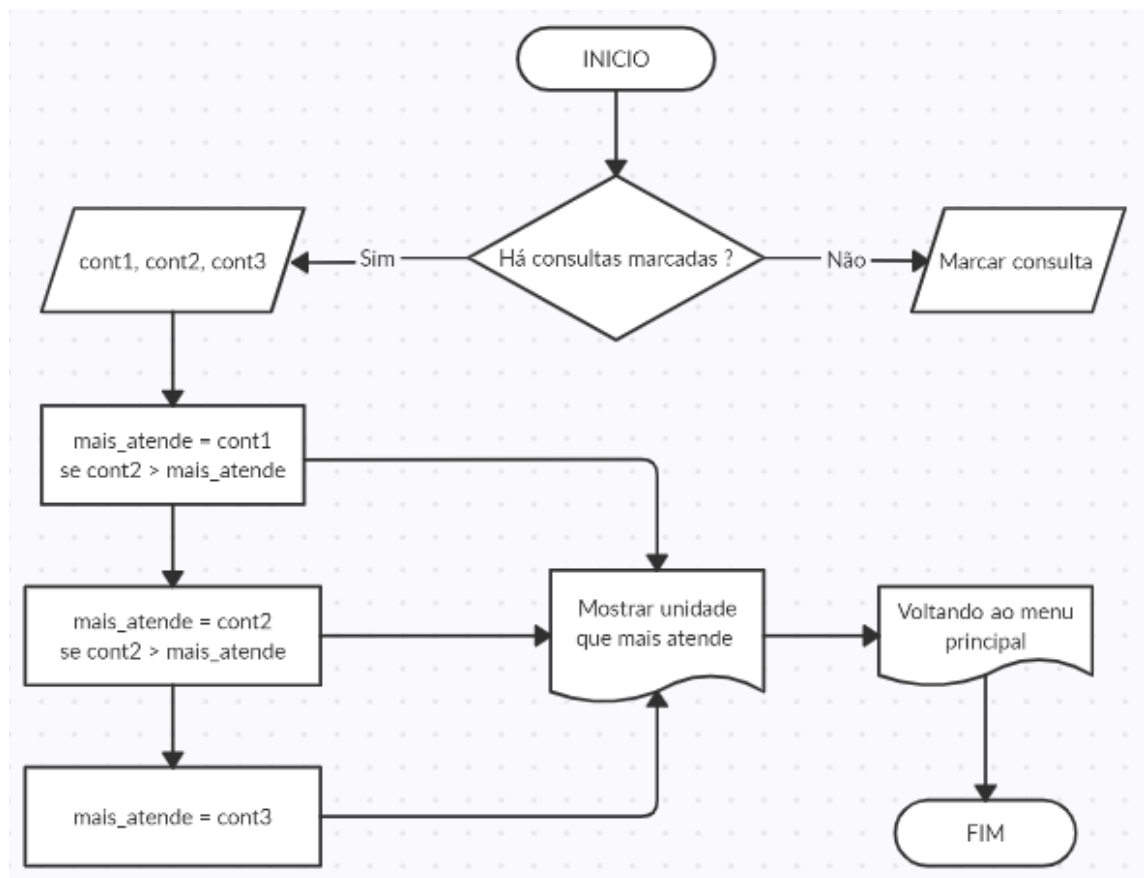 INICIO
Há consultas marcadas ?
Sim
Não
cont1, cont2, cont3
Marcar consulta
mais_atende = cont1
se cont2 > mais_atende
mais_atende = cont2
se cont2 > mais_atende
Mostrar unidade
que mais atende
Voltando ao menu
principal
mais_atende = cont3
FIM